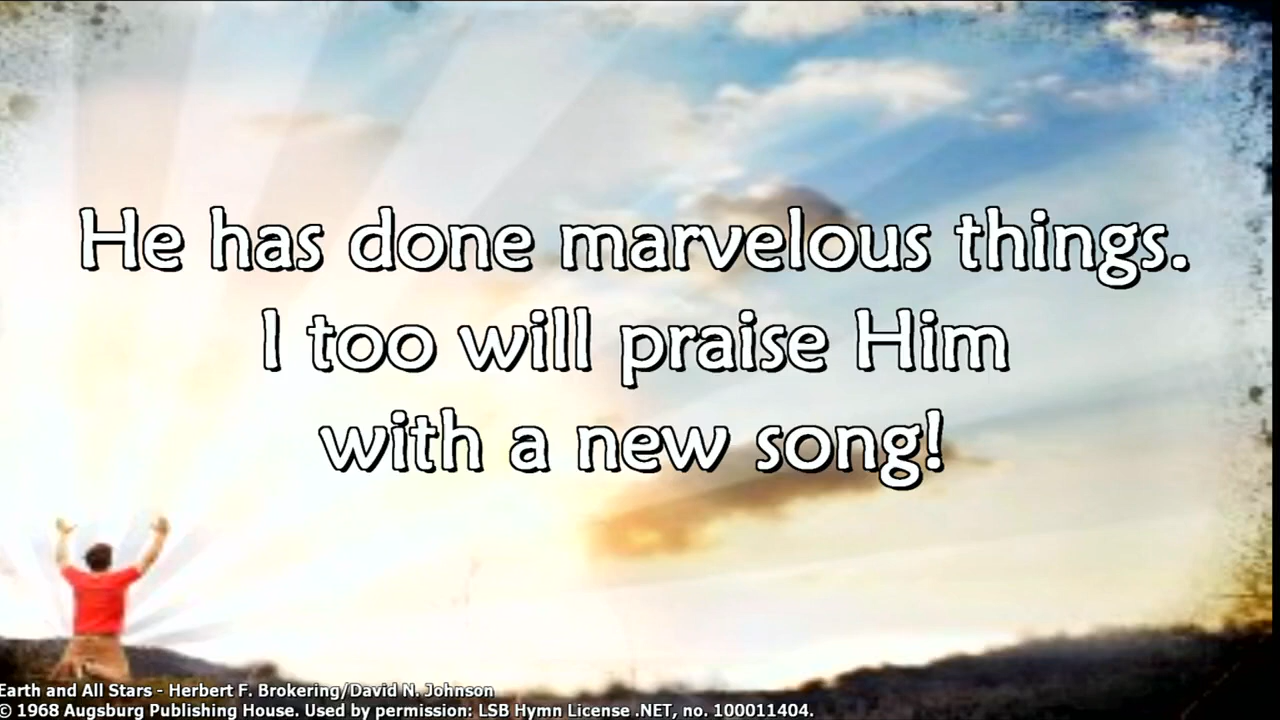 He has done marvelous things.
I too will praise Him
with a new song!
Earth and All Stars - Herbert F. Brokering/David N. Johnson
© 1968 Augsburg Publishing House. Used by permission: LSB Hymn License .NET, no. 100011404.